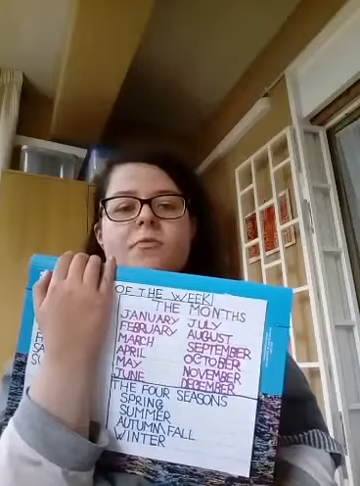 OF THE WEEK
THE MONTHS
JANUARY JULY
FEBRUARY AUGUST
MARCH SEPTEMBER
APRIL OCTOBER
MAY NOVEMBER
JUNE DECEMBER
THE FOUR SEASONS
SPRING
SUMMER
AUTUMN/FALL
WINTER